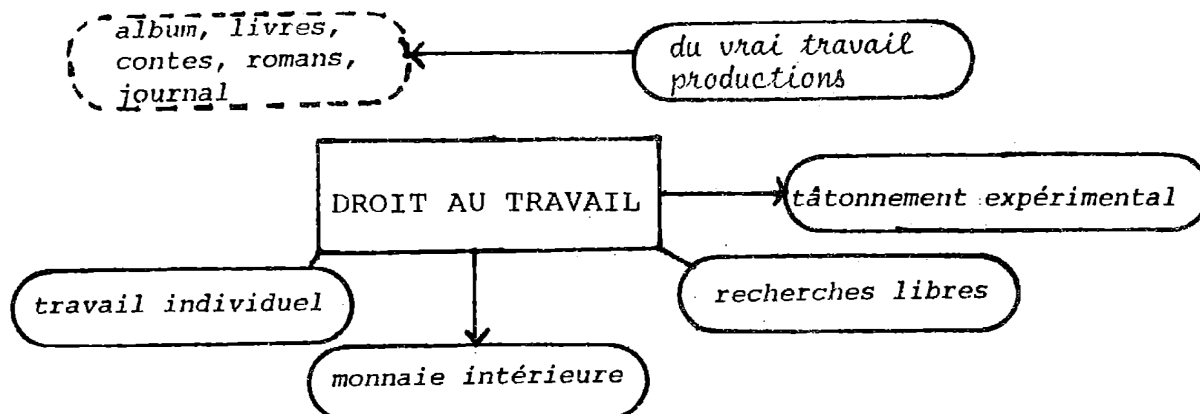 album, livres,
contes, romans,
journal
du vrai travail
productions
DROIT AU TRAVAIL
tâtonnement expérimental
travail individuel
recherches libres
monnaie intérieure